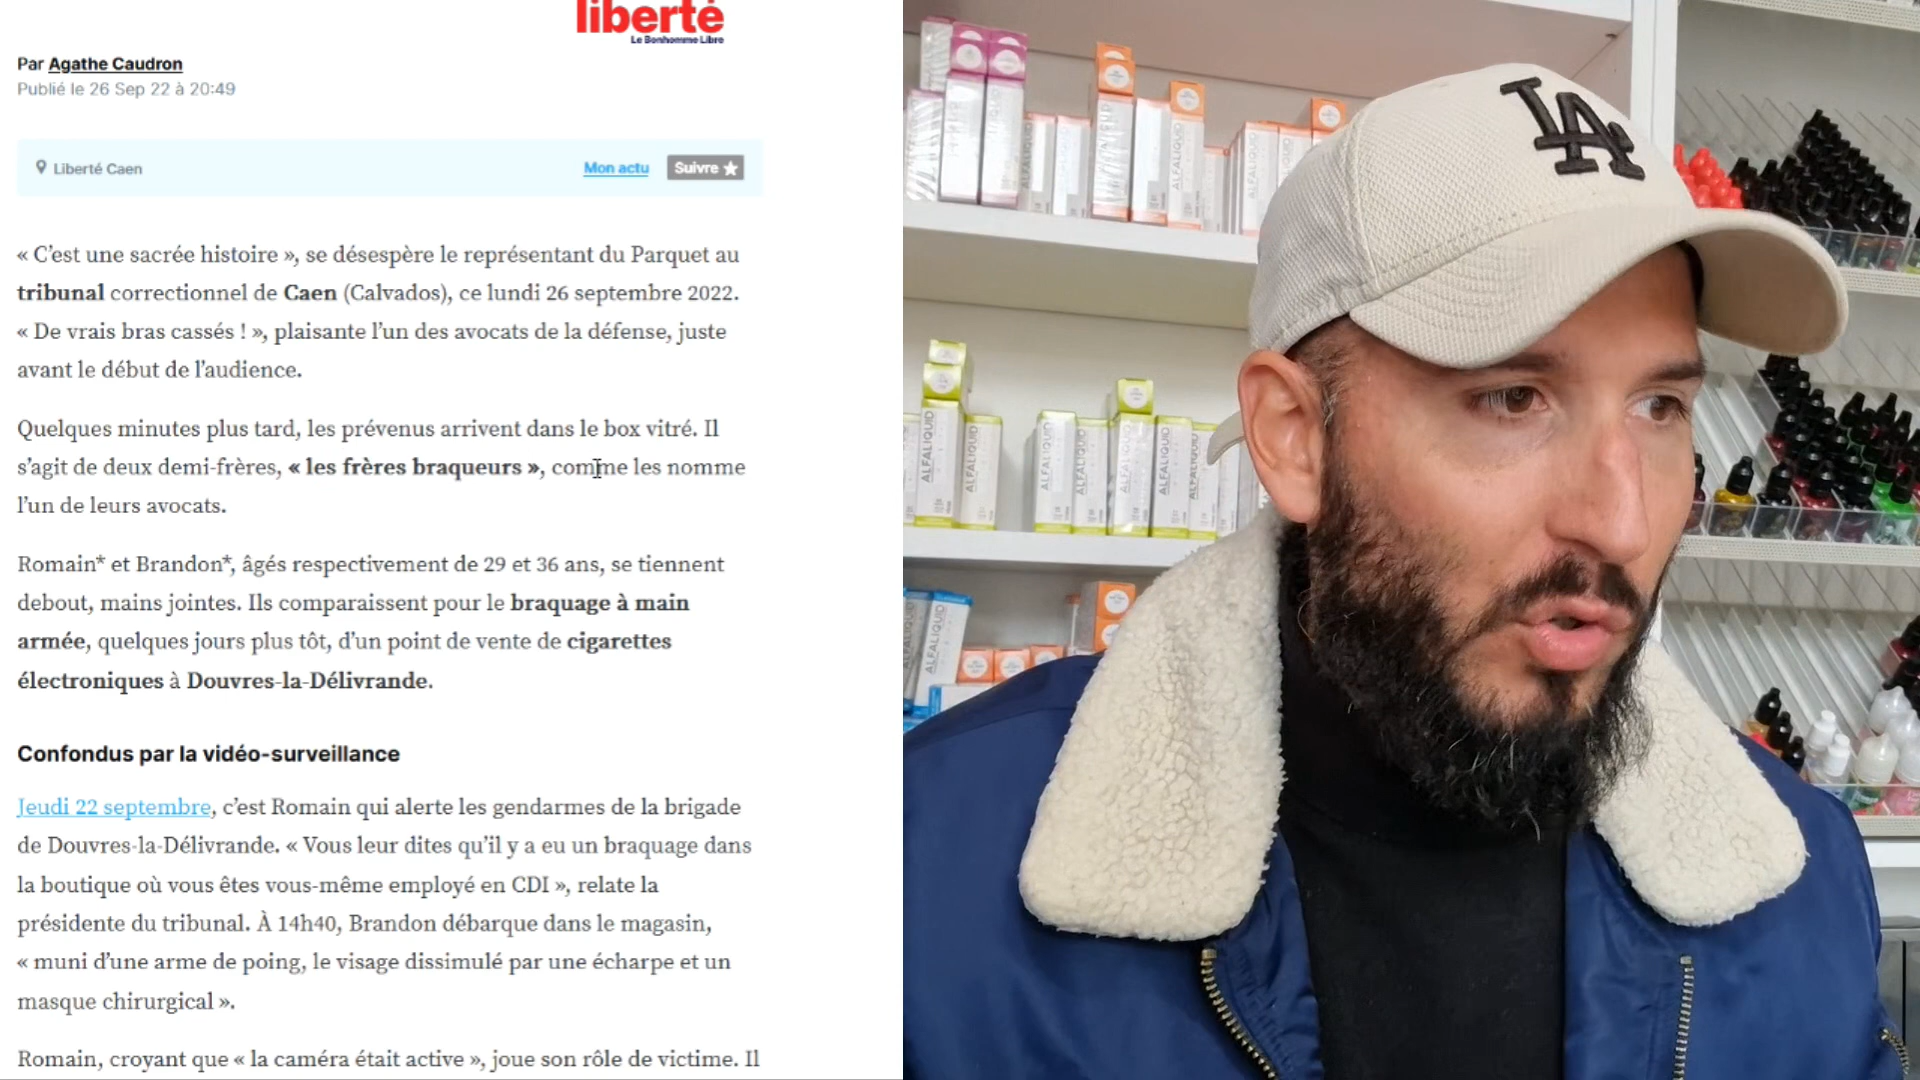 liberté
Le Bonhomme Libre
Par Agathe Caudron
Publié le 26 Sep 22 à 20:49
Liberté Caen
Mon actu
Suivre
« C’est une sacrée histoire », se désespère le représentant du Parquet au
tribunal correctionnel de Caen (Calvados), ce lundi 26 septembre 2022.
« De vrais bras cassés ! », plaisante l’un des avocats de la défense, juste
avant le début de l’audience.
Quelques minutes plus tard, les prévenus arrivent dans le box vitré. Il
s’agit de deux demi-frères, « les frères braqueurs », comme les nomme
l’un de leurs avocats.
Romain* et Brandon*, âgés respectivement de 29 et 36 ans, se tiennent
debout, mains jointes. Ils comparaissent pour le braquage à main
armée, quelques jours plus tôt, d’un point de vente de cigarettes
électroniques à Douvres-la-Délivrande.
Confondus par la vidéo-surveillance
Jeudi 22 septembre, c’est Romain qui alerte les gendarmes de la brigade
de Douvres-la-Délivrande. « Vous leur dites qu’il y a eu un braquage dans
la boutique où vous êtes vous-même employé en CDI », relate la
présidente du tribunal. À 14h40, Brandon débarque dans le magasin,
« muni d’une arme de poing, le visage dissimulé par une écharpe et un
masque chirurgical ».
Romain, croyant que « la caméra était active », joue son rôle de victime. Il
LA
ALFALIQUID
ALFALIQUID
ALFALIQUID
ALFALIQUID
ALFALIQUID
ALFALIQUID
ALFALIQUID